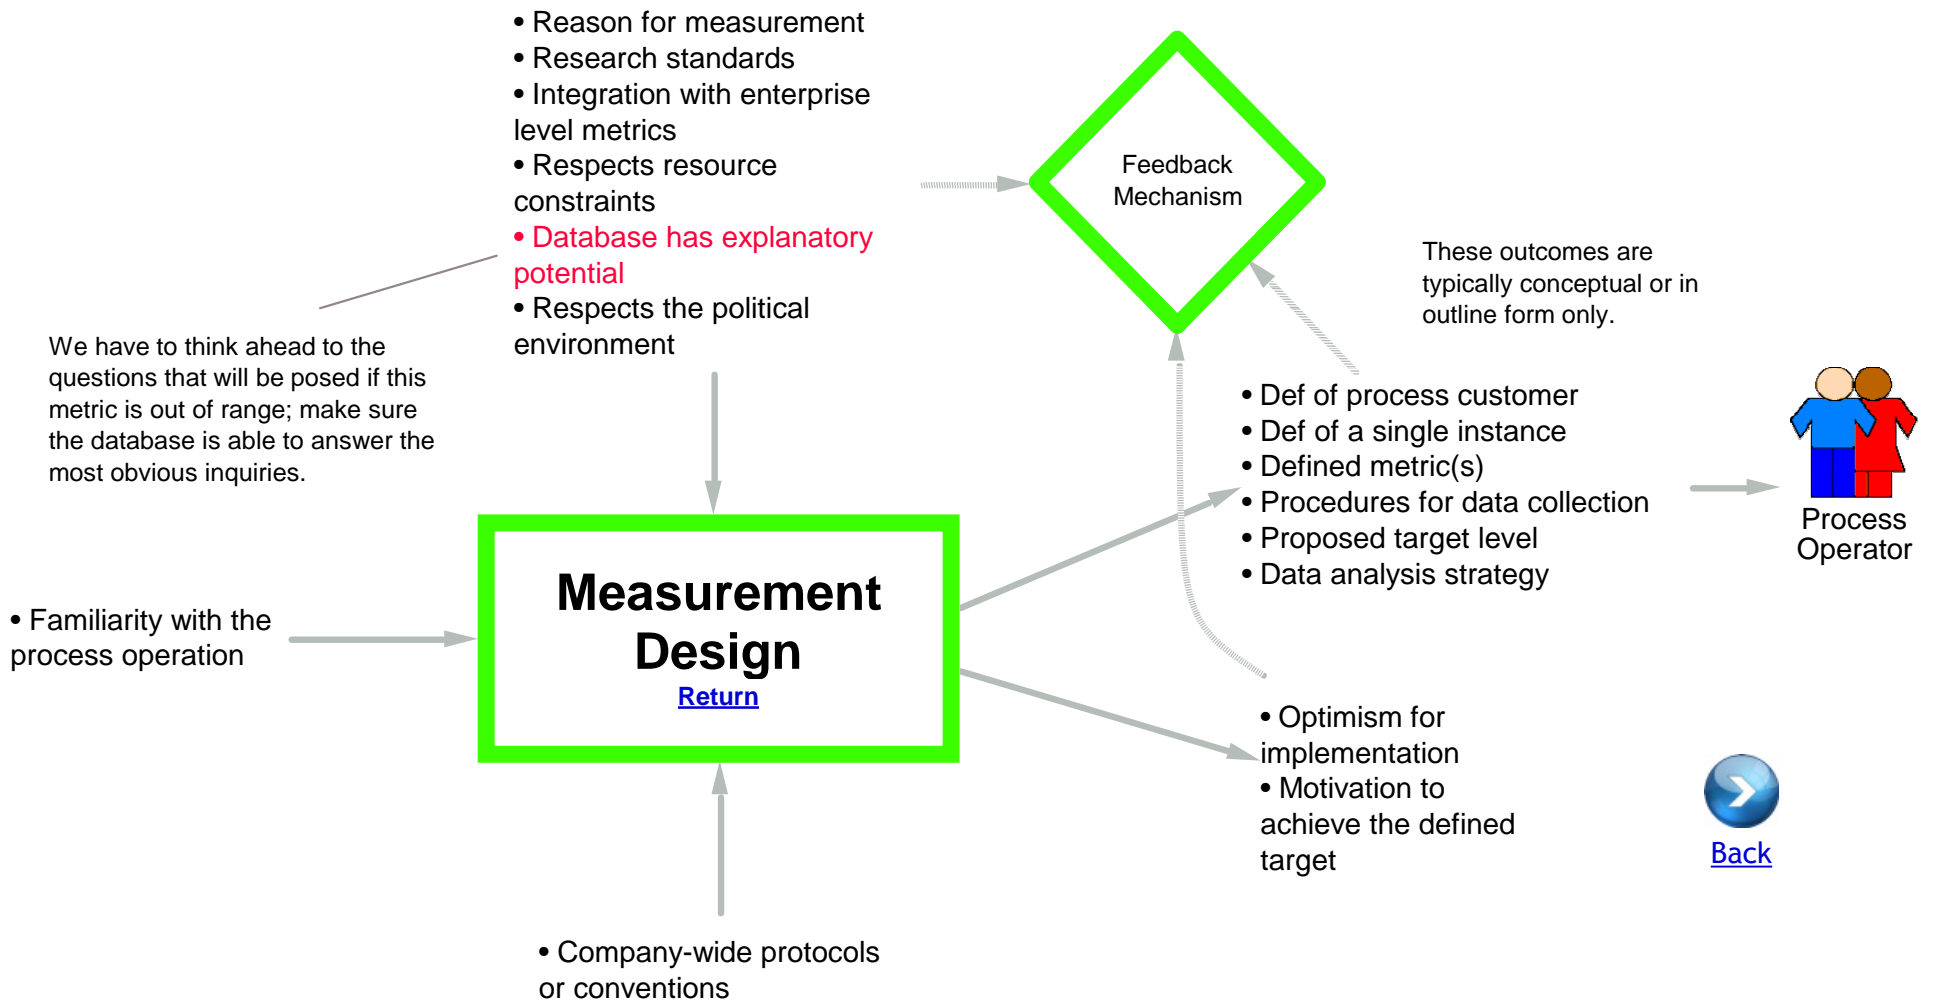 • Reason for measurement
• Research standards
• Integration with enterprise
level metrics
• Respects resource
constraints
• Database has explanatory
potential
• Respects the political
environment
Feedback
Mechanism
These outcomes are
typically conceptual or in
outline form only.
We have to think ahead to the
questions that will be posed if this
metric is out of range; make sure
the database is able to answer the
most obvious inquiries.
• Def of process customer
• Def of a single instance
• Defined metric(s)
• Procedures for data collection
• Proposed target level
• Data analysis strategy
Process
Operator
Measurement
Design
Return
• Familiarity with the
process operation
• Optimism for
implementation
• Motivation to
achieve the defined
target
Back
• Company-wide protocols
or conventions